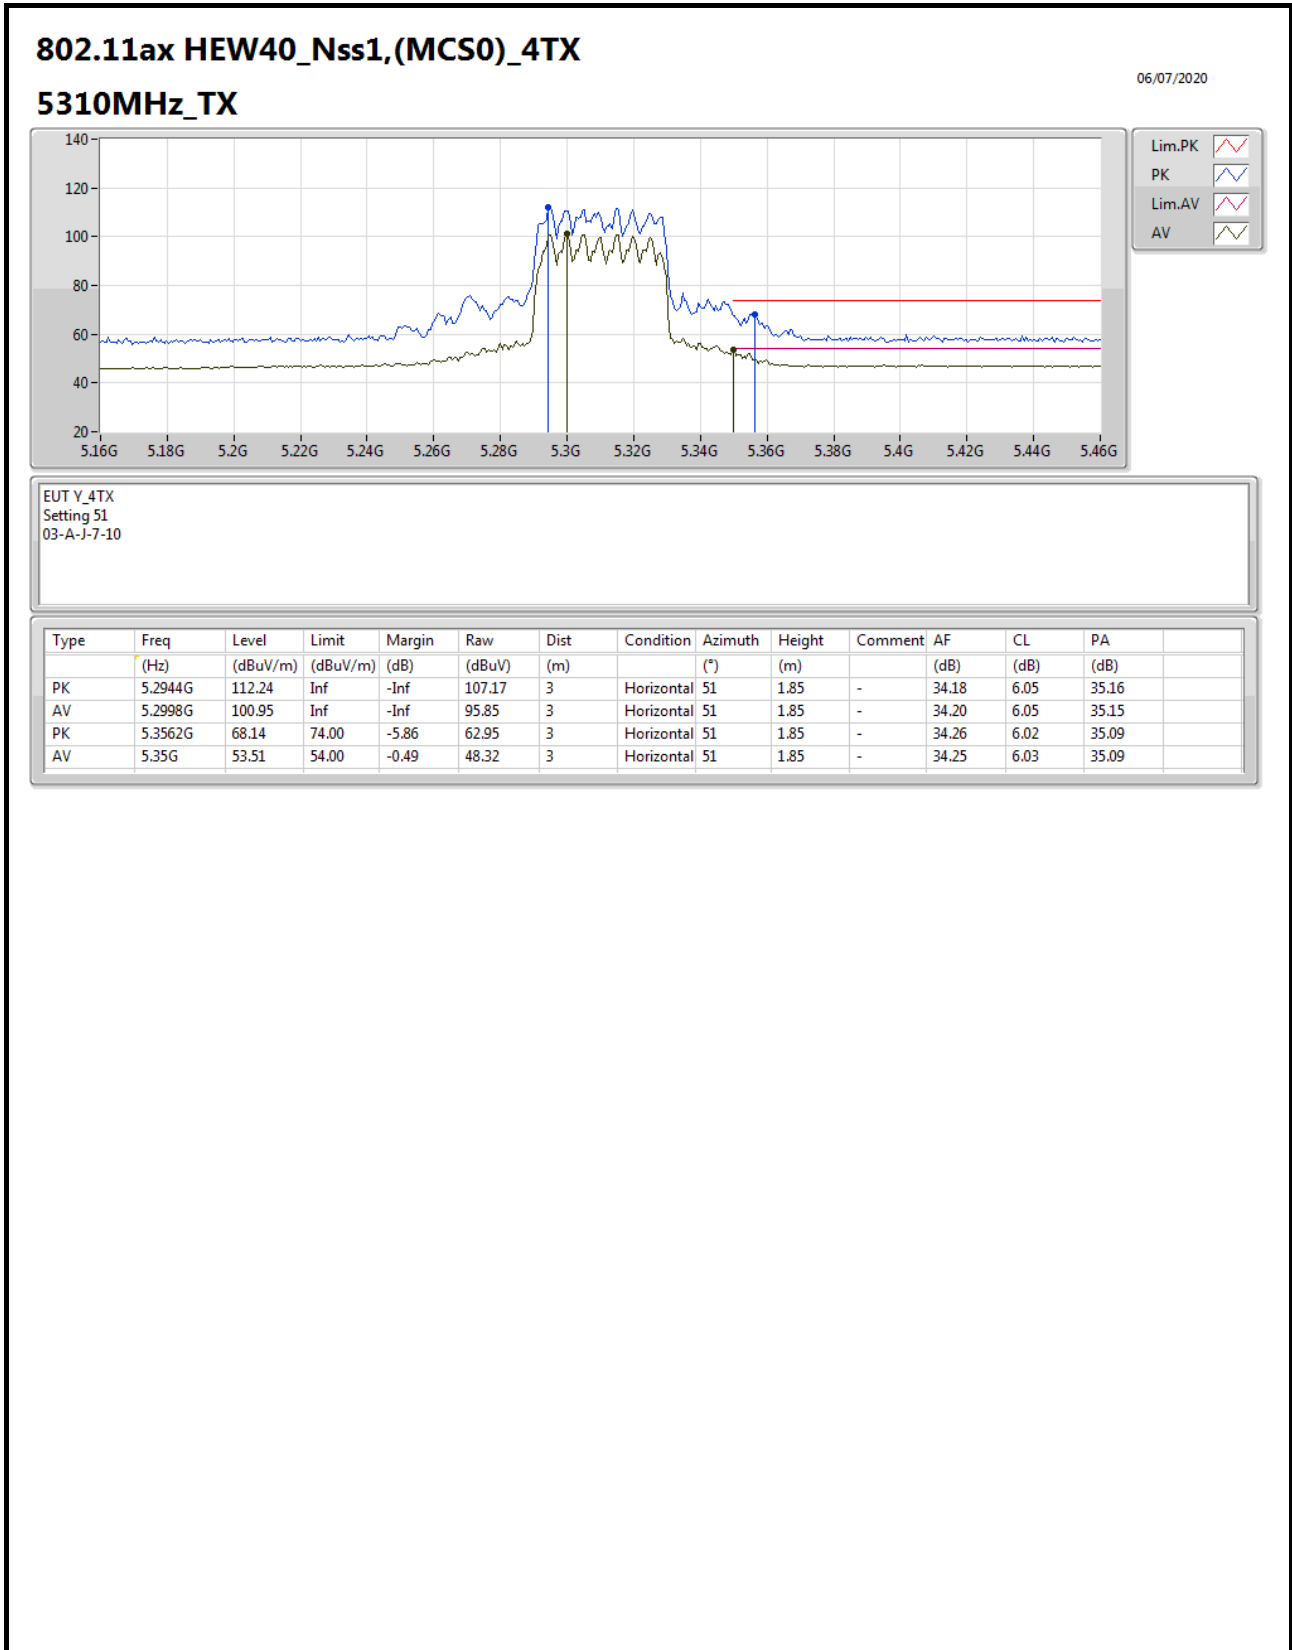 802.11ax HEW40_Nss1,(MCS0)_4TX
06/07/2020
5310MHz_TX
Lim.PK
PK
Lim.AV
AV
140
120
100
80
60
40
20
5.16G 5.18G 5.2G 5.22G 5.24G 5.26G 5.28G 5.3G 5.32G 5.34G 5.36G 5.38G 5.4G 5.42G 5.44G 5.46G
EUT Y_4TX
Setting 51
03-A-J-7-10
Type Freq Level Limit Margin Raw Dist Condition Azimuth Height Comment AF CL PA
(Hz) (dBuV/m) (dBuV/m) (dB) (dBuV) (m) (°) (m) (dB) (dB) (dB)
PK 5.2944G 112.24 Inf -Inf 107.17 3 Horizontal 51 1.85 - 34.18 6.05 35.16
AV 5.2998G 100.95 Inf -Inf 95.85 3 Horizontal 51 1.85 - 34.20 6.05 35.15
PK 5.3562G 68.14 74.00 -5.86 62.95 3 Horizontal 51 1.85 - 34.26 6.02 35.09
AV 5.35G 53.51 54.00 -0.49 48.32 3 Horizontal 51 1.85 - 34.25 6.03 35.09